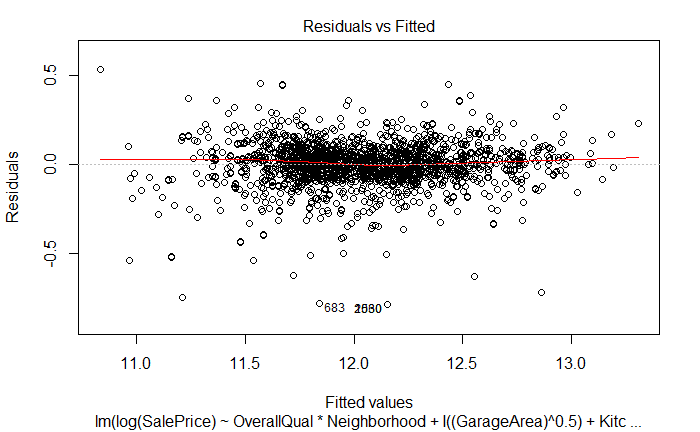 Residuals vs Fitted
Residuals
0.5
0.0
-0.5
683
11.0 11.5 12.0 12.5 13.0
Fitted values
lm(log(SalePrice) ~ OverallQual * Neighborhood + I((GarageArea)^0.5) + Kitc ...